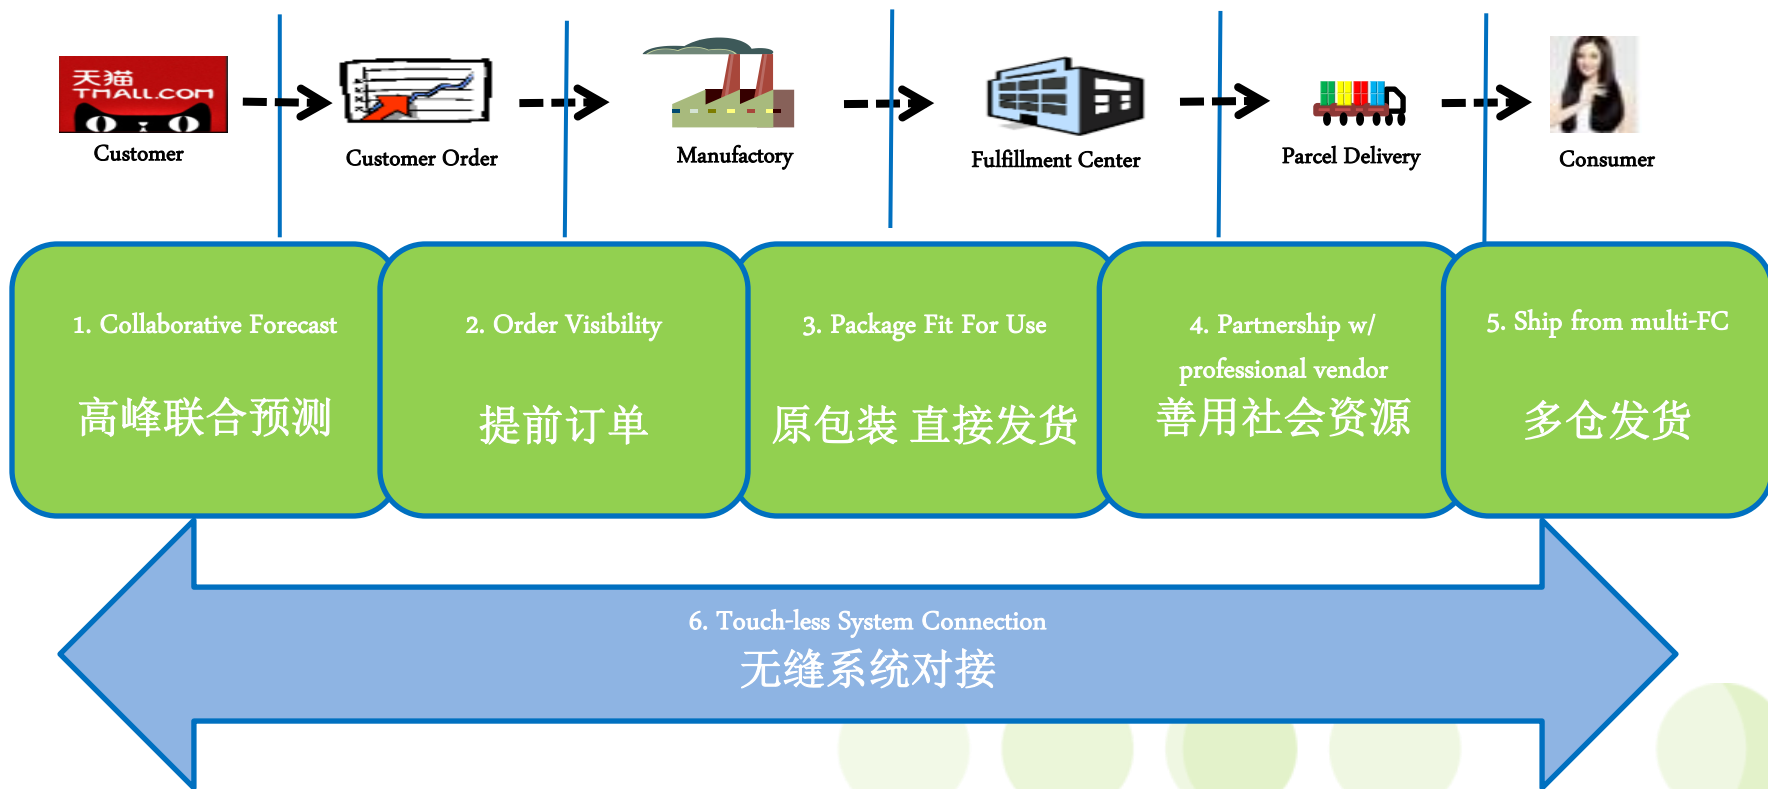 天猫
TMALL.COM
Customer
Customer Order
Manufactory
Fulfillment Center
Parcel Delivery
Consumer
1. Collaborative Forecast
高峰联合预测
2. Order Visibility
提前订单
3. Package Fit For Use
原包装 直接发货
4. Partnership w/
professional vendor
善用社会资源
5. Ship from multi-FC
多仓发货
6. Touch-less System Connection
无缝系统对接